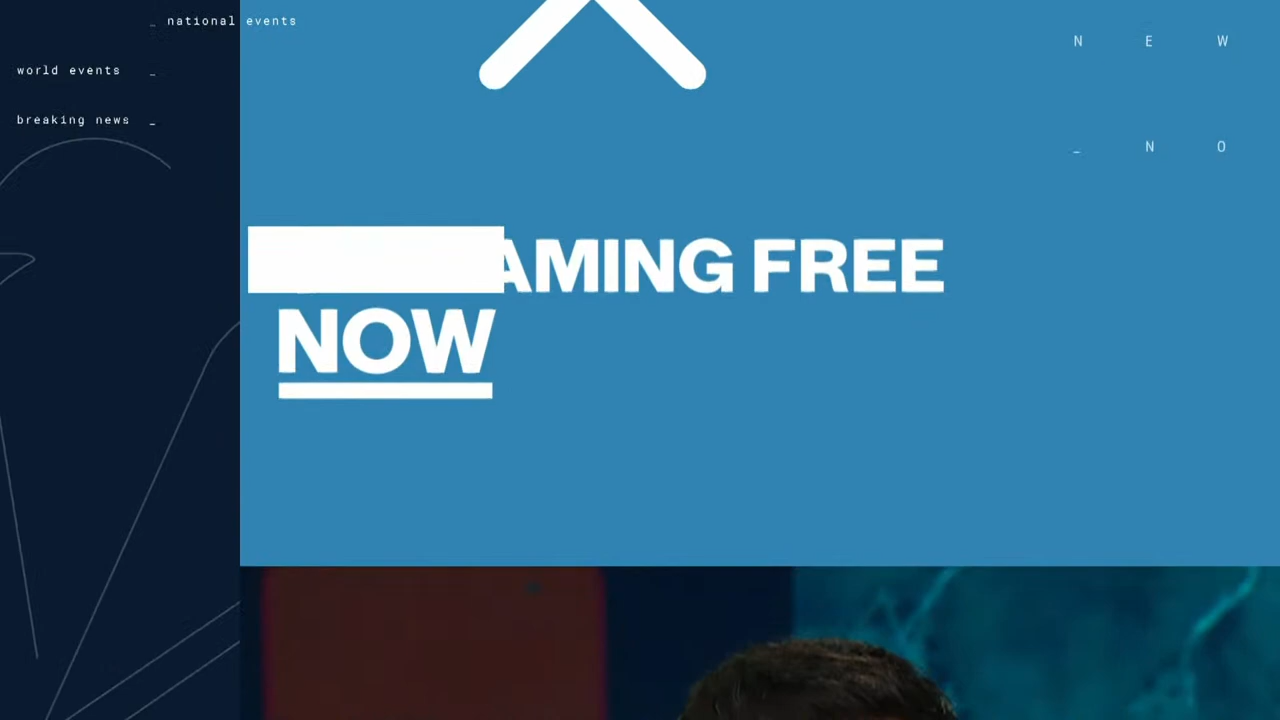 _ national events
world events _
breaking news _
N E W
_ N O
AMING FREE
NOW